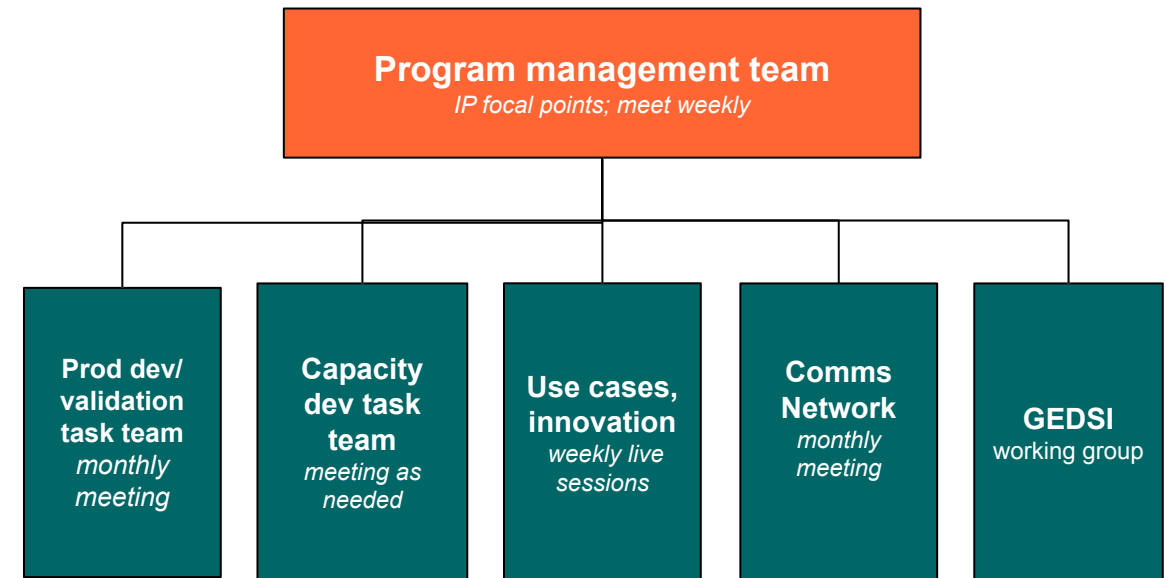 Program management team
IP focal points; meet weekly
Prod dev/
validation
task team
monthly
meeting
Capacity
dev task
team
meeting as
needed
Use cases,
innovation
weekly live
sessions
Comms
Network
monthly
meeting
GEDSI
working group